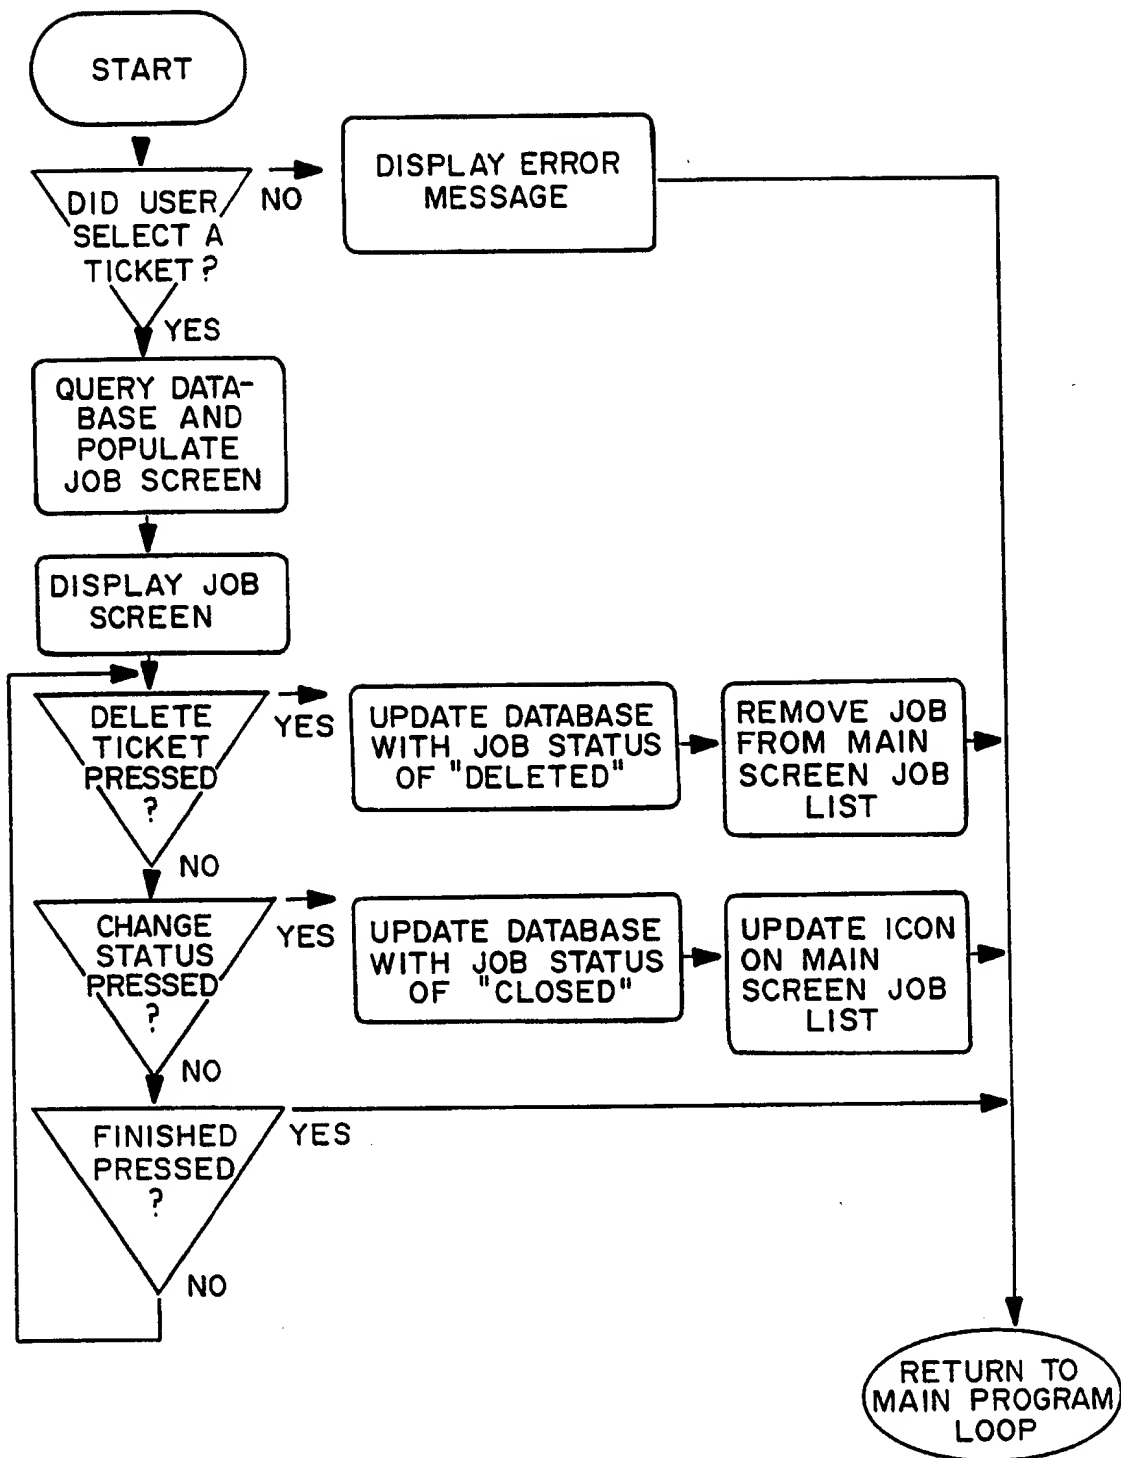 START
DID USER
SELECT A
TICKET?
NO
DISPLAY ERROR
MESSAGE
YES
QUERY DATA-
BASE AND
POPULATE
JOB SCREEN
DISPLAY JOB
SCREEN
DELETE
TICKET
PRESSED
?
YES
UPDATE DATABASE
WITH JOB STATUS
OF "DELETED"
REMOVE JOB
FROM MAIN
SCREEN JOB
LIST
NO
CHANGE
STATUS
PRESSED
?
YES
UPDATE DATABASE
WITH JOB STATUS
OF "CLOSED"
UPDATE ICON
ON MAIN
SCREEN JOB
LIST
NO
FINISHED
PRESSED
?
YES
NO
RETURN TO
MAIN PROGRAM
LOOP